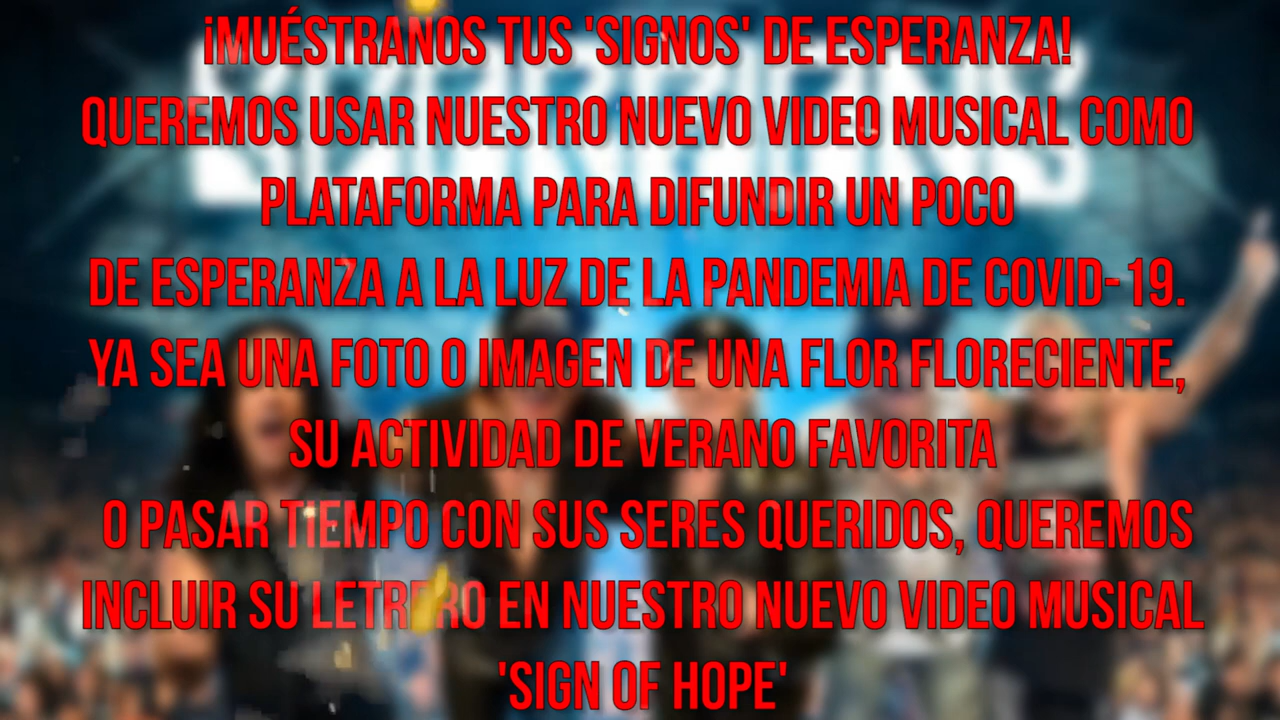 ¡MUÉSTRANOS TUS 'SIGNOS' DE ESPERANZA!
QUEREMOS USAR NUESTRO NUEVO VIDEO MUSICAL COMO
PLATAFORMA PARA DIFUNDIR UN POCO
DE ESPERANZA A LA LUZ DE LA PANDEMIA DE COVID-19.
YA SEA UNA FOTO O IMAGEN DE UNA FLOR FLORECIENTE,
SU ACTIVIDAD DE VERANO FAVORITA
O PASAR TIEMPO CON SUS SERES QUERIDOS, QUEREMOS
INCLUIR SU LETRERO EN NUESTRO NUEVO VIDEO MUSICAL
'SIGN OF HOPE'